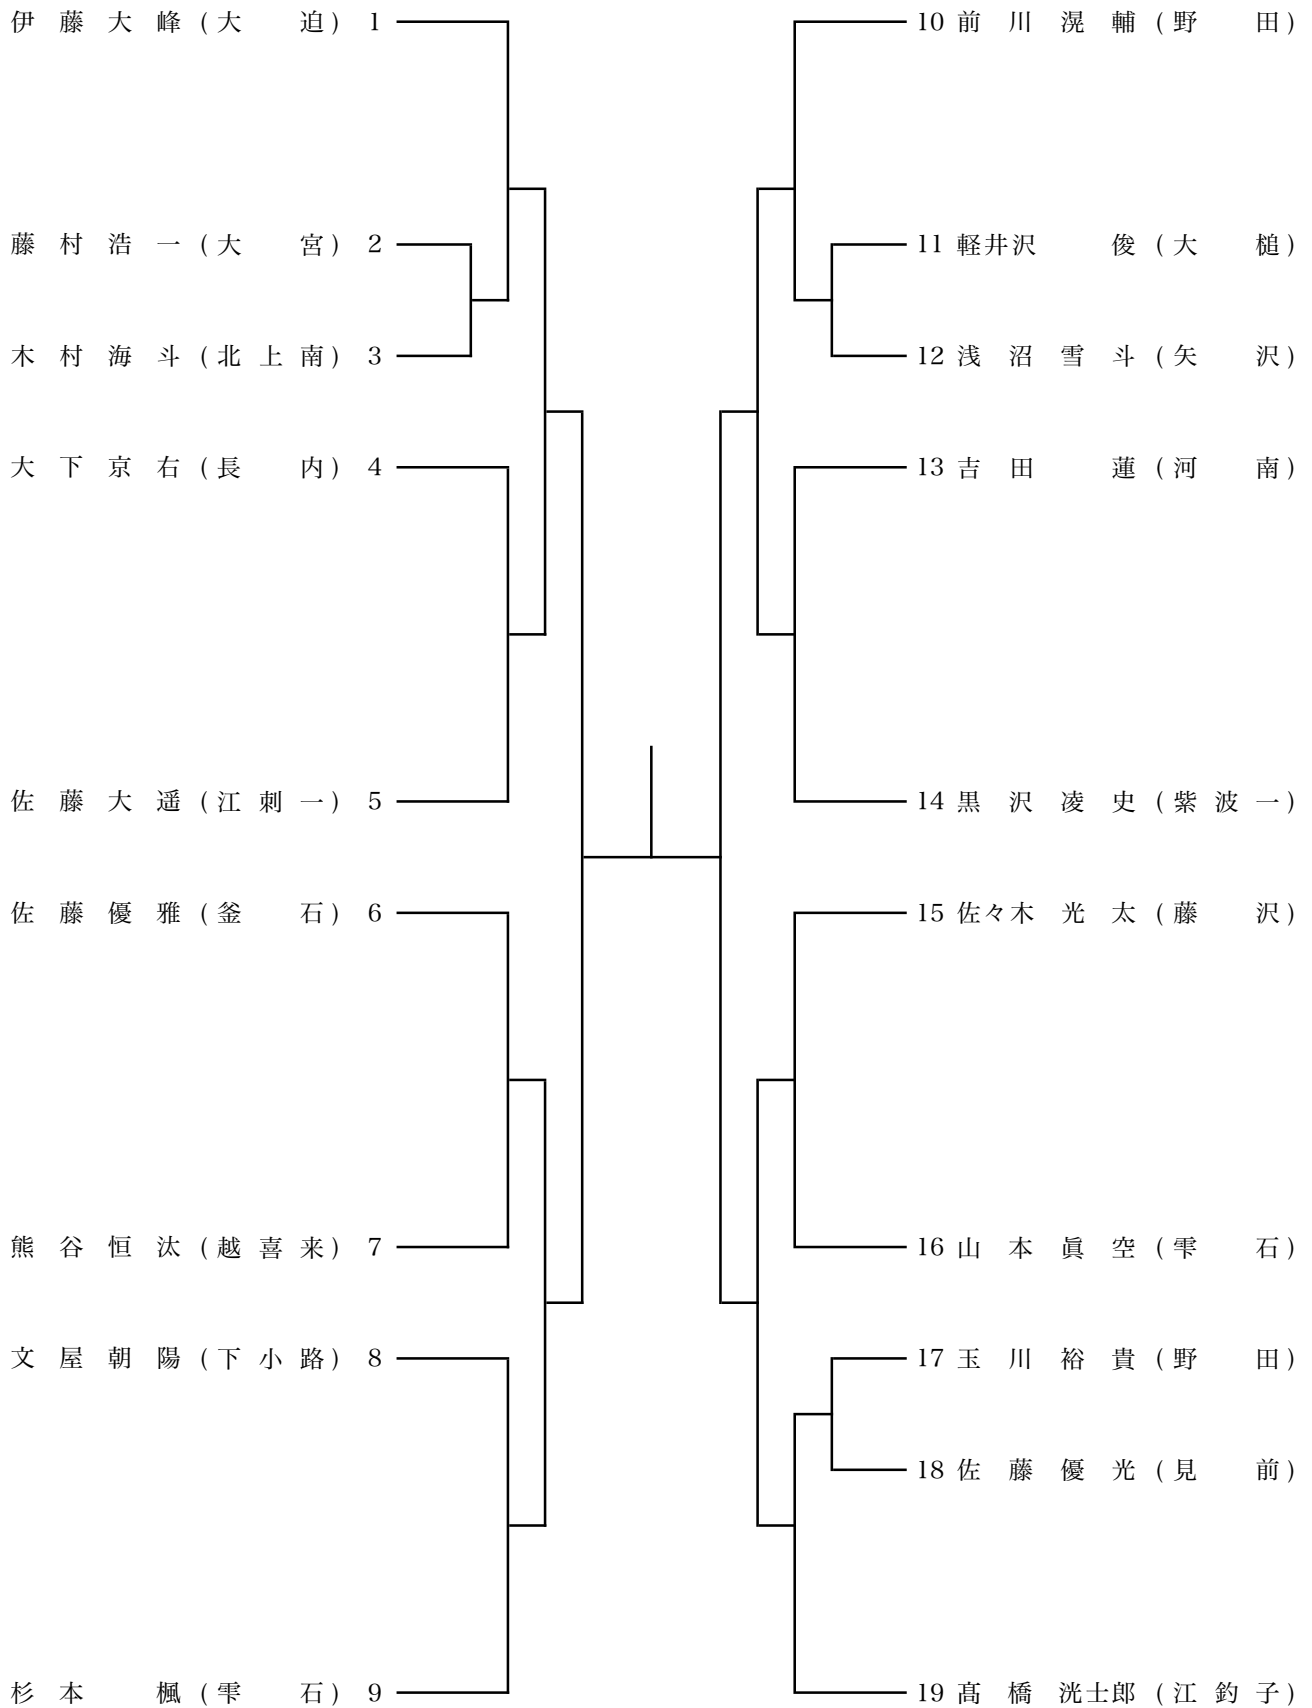 伊藤大峰(大迫) 1
藤村浩一(大宮) 2
木村海斗(北上南) 3
大下京右(長内) 4
佐藤大遥(江刺一) 5
佐藤優雅(釜石) 6
熊谷恒汰(越喜来) 7
文屋朝陽(下小路) 8
杉本楓(雫石) 9
10 前川滉輔(野田)
11 軽井沢俊(大槌)
12 浅沼雪斗(矢沢)
13 吉田蓮(河南)
14 黒沢凌史(紫波一)
15 佐々木光太(藤沢)
16 山本眞空(雫石)
17 玉川裕貴(野田)
18 佐藤優光(見前)
19 髙橋洸士郎(江釣子)